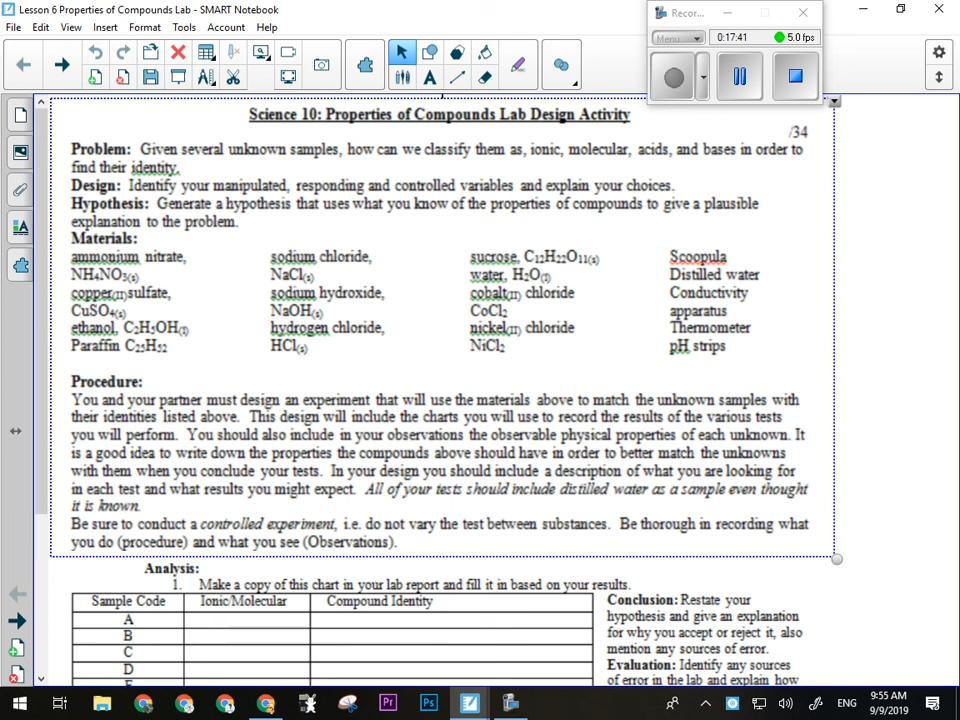 Lesson 6 Properties of Compounds Lab - SMART Notebook
Recor...
File Edit View Insert Format Tools Account Help
Menu
0:17:41
5.0 fps
Science 10: Properties of Compounds Lab Design Activity
/34
Problem: Given several unknown samples, how can we classify them as, ionic, molecular, acids, and bases in order to
find their identity.
Design: Identify your manipulated, responding and controlled variables and explain your choices.
Hypothesis: Generate a hypothesis that uses what you know of the properties of compounds to give a plausible
explanation to the problem.
Materials:
ammonium nitrate, sodium chloride, sucrose, C12H22O11(s) Scoopula
NH4NO3(s) NaCl(s) water, H2O(l) Distilled water
copper(II)sulfate, sodium hydroxide, cobalt(II) chloride Conductivity
CuSO4(s) NaOH(s) CoCl2 apparatus
ethanol, C2H5OH(l) hydrogen chloride, nickel(II) chloride Thermometer
Paraffin C25H52 HCl(s) NiCl2 pH strips
Procedure:
You and your partner must design an experiment that will use the materials above to match the unknown samples with
their identities listed above. This design will include the charts you will use to record the results of the various tests
you will perform. You should also include in your observations the observable physical properties of each unknown. It
is a good idea to write down the properties the compounds above should have in order to better match the unknowns
with them when you conclude your tests. In your design you should include a description of what you are looking for
in each test and what results you might expect. All of your tests should include distilled water as a sample even thought
it is known.
Be sure to conduct a controlled experiment, i.e. do not vary the test between substances. Be thorough in recording what
you do (procedure) and what you see (Observations).
Analysis:
1. Make a copy of this chart in your lab report and fill it in based on your results.
Sample Code Ionic/Molecular Compound Identity
A
B
C
D
E
Conclusion: Restate your
hypothesis and give an explanation
for why you accept or reject it, also
mention any sources of error.
Evaluation: Identify any sources
of error in the lab and explain how
ENG
9:55 AM
9/9/2019